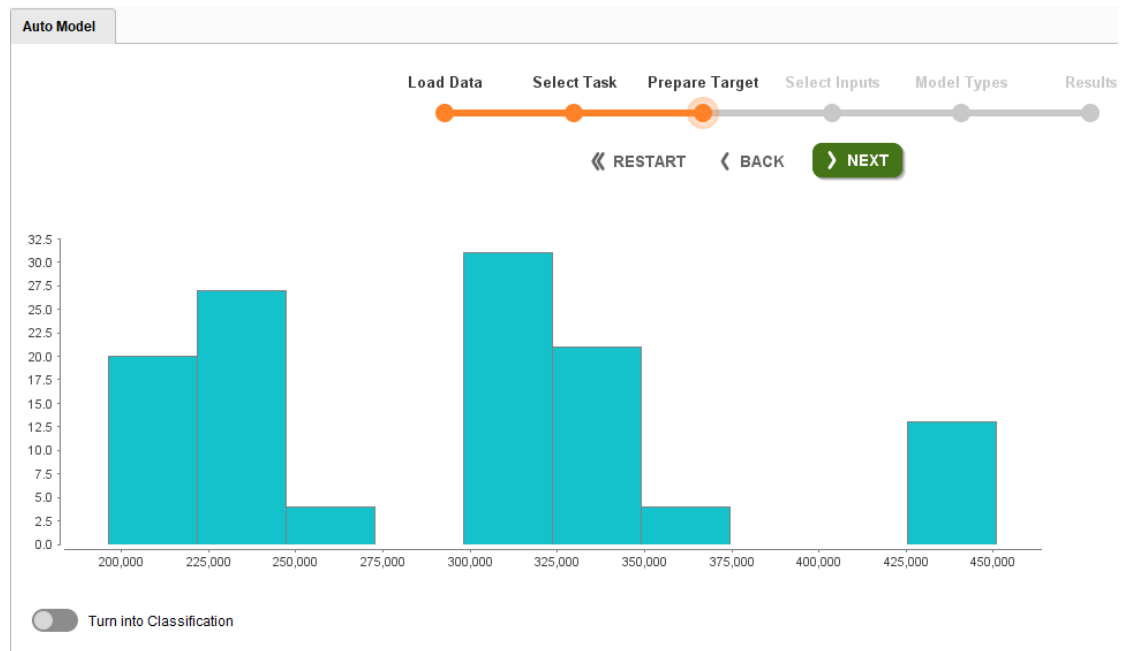 Auto Model
Load Data Select Task Prepare Target Select Inputs Model Types Results
RESTART BACK NEXT
32.5
30.0
27.5
25.0
22.5
20.0
17.5
15.0
12.5
10.0
7.5
5.0
2.5
0.0
200,000 225,000 250,000 275,000 300,000 325,000 350,000 375,000 400,000 425,000 450,000
Turn into Classification